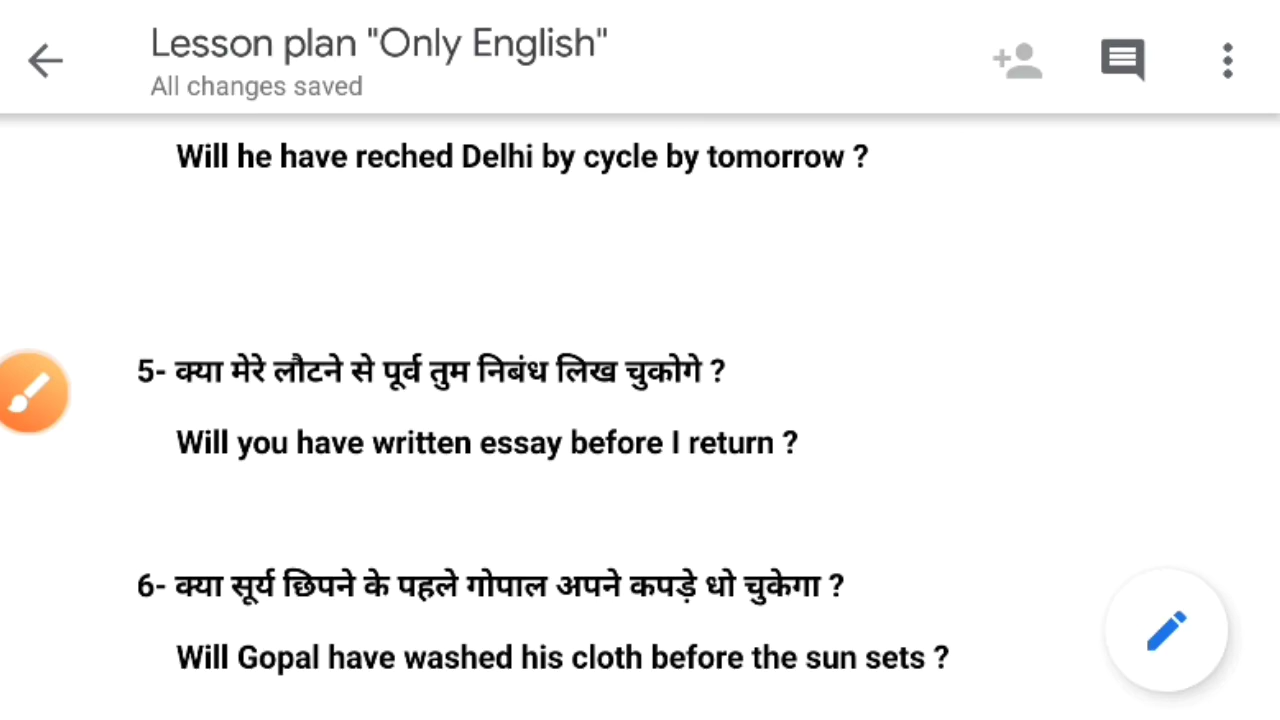 Lesson plan "Only English"
All changes saved
Will he have reched Delhi by cycle by tomorrow ?
5- क्या मेरे लौटने से पूर्व तुम निबंध लिख चुकोगे ?
Will you have written essay before I return ?
6- क्या सूर्य छिपने के पहले गोपाल अपने कपड़े धो चुकेगा ?
Will Gopal have washed his cloth before the sun sets ?